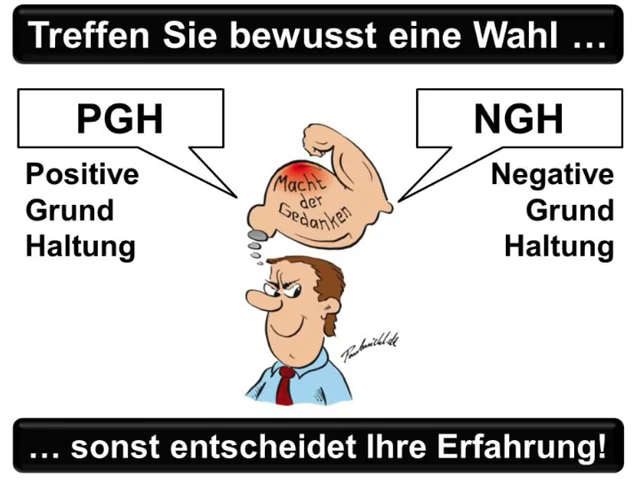 Treffen Sie bewusst eine Wahl ...
PGH
Positive
Grund
Haltung
NGH
Negative
Grund
Haltung
Macht
der
Gedanken
... sonst entscheidet Ihre Erfahrung!